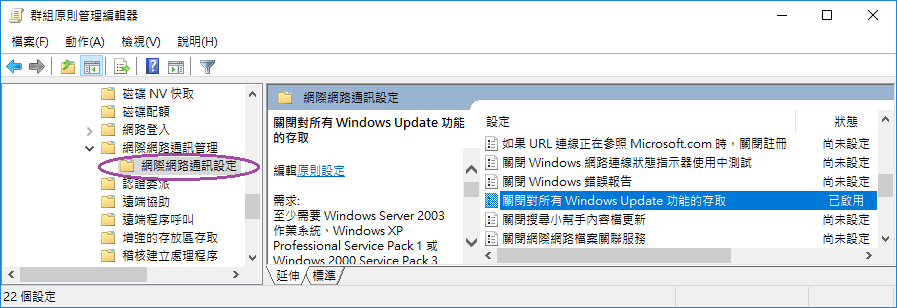 群組原則管理編輯器
檔案(F) 動作(A) 檢視(V) 說明(H)
磁碟 NV 快取
磁碟配額
網路登入
網際網路通訊管理
網際網路通訊設定
認證委派
遠端協助
遠端程序呼叫
增強的存放區存取
稽核建立處理程序
網際網路通訊設定
關閉對所有 Windows Update 功能
的存取
編輯原則設定
需求:
至少需要 Windows Server 2003
作業系統、Windows XP
Professional Service Pack 1 或
Windows 2000 Service Pack 3
設定 狀態
如果 URL 連線正在參照 Microsoft.com 時，關閉註冊 尚未設定
關閉 Windows 網路連線狀態指示器使用中測試 尚未設定
關閉 Windows 錯誤報告 尚未設定
關閉對所有 Windows Update 功能的存取 已啟用
關閉搜尋小幫手內容檔更新 尚未設定
關閉網際網路檔案關聯服務 尚未設定
延伸 標準
22 個設定